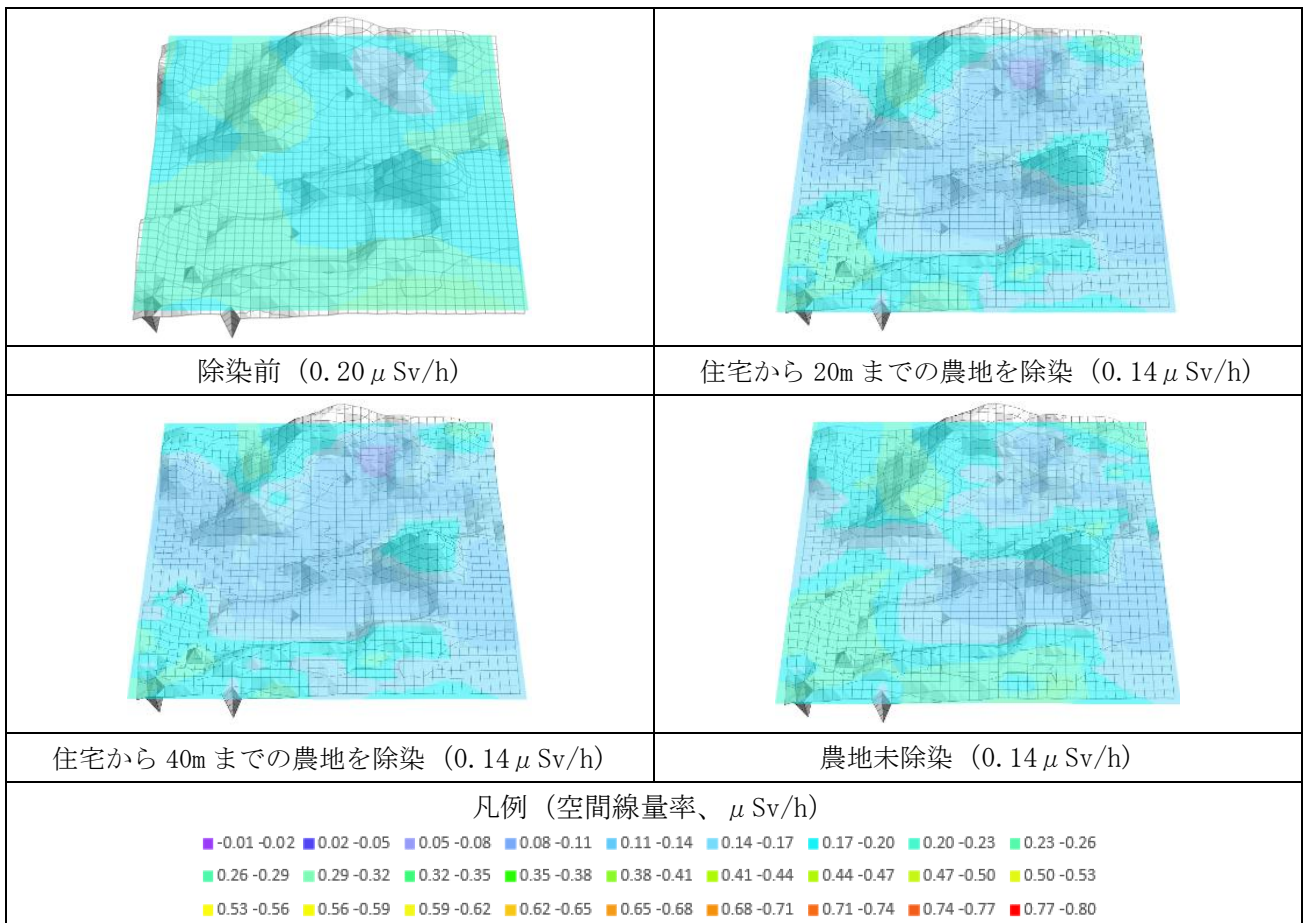 除染前（0.20μSv/h）
住宅から 20m までの農地を除染（0.14μSv/h）
住宅から 40m までの農地を除染（0.14μSv/h）
農地未除染（0.14μSv/h）
凡例（空間線量率、μSv/h）
-0.01 -0.02 0.02 -0.05 0.05 -0.08 0.08 -0.11 0.11 -0.14 0.14 -0.17 0.17 -0.20 0.20 -0.23 0.23 -0.26
0.26 -0.29 0.29 -0.32 0.32 -0.35 0.35 -0.38 0.38 -0.41 0.41 -0.44 0.44 -0.47 0.47 -0.50 0.50 -0.53
0.53 -0.56 0.56 -0.59 0.59 -0.62 0.62 -0.65 0.65 -0.68 0.68 -0.71 0.71 -0.74 0.74 -0.77 0.77 -0.80